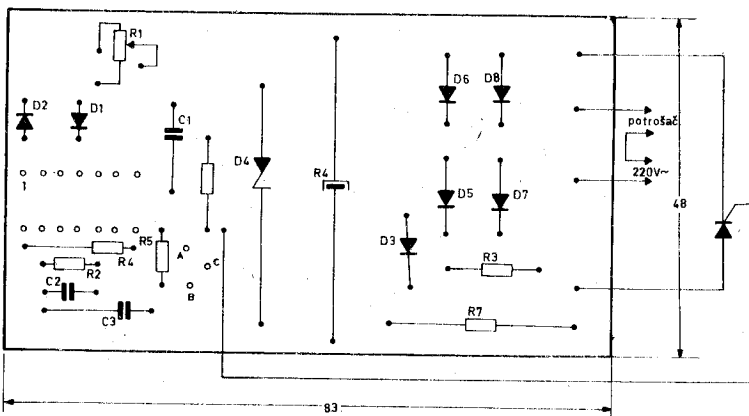 R1
D6
D8
D2
D1
C1
potrošač
D4
R4
220V~
1
D5
D7
48
R5
A
C
D3
R4
R2
R3
C2
B
C3
R7
83